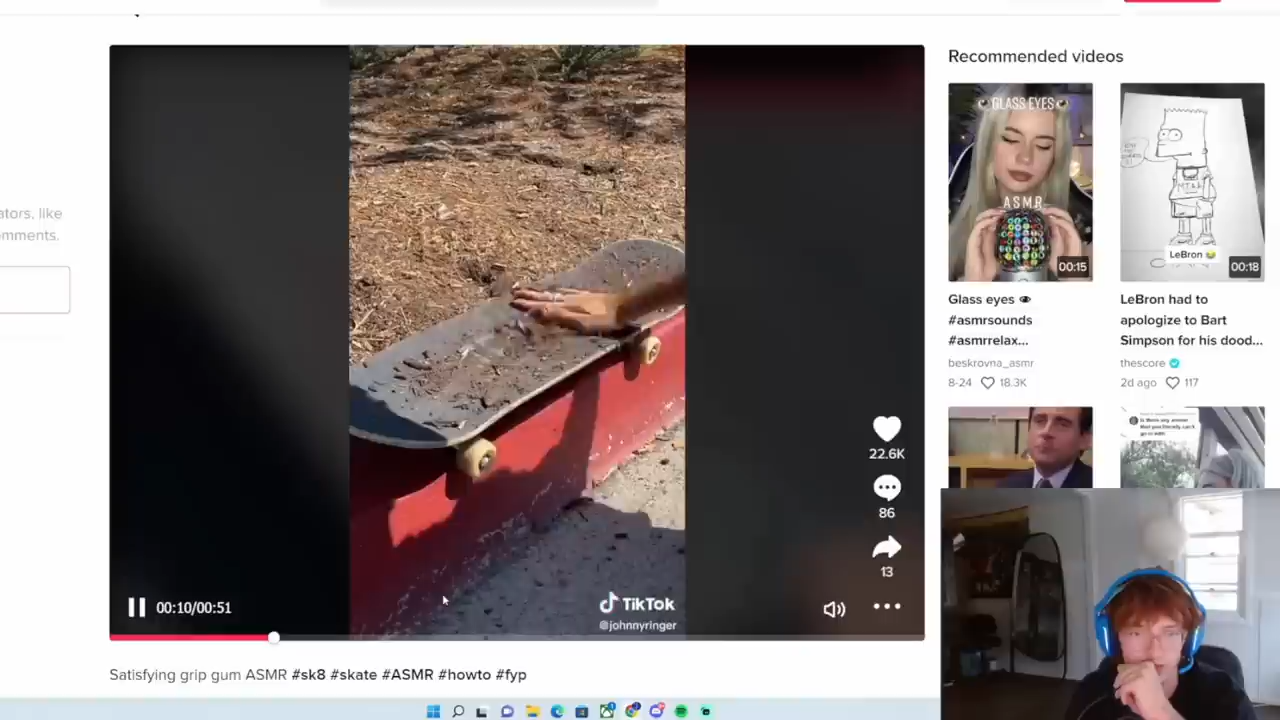 ators, like
mments.
Recommended videos
GLASS EYES
ASMR
00:15
LeBron 😂
00:18
Glass eyes 👁
#asmrsounds
#asmrrelax...
beskrovna_asmr
8-24 18.3K
LeBron had to
apologize to Bart
Simpson for his dood...
thescore
2d ago 117
22.6K
86
13
00:10/00:51
TikTok
@johnnyringer
Satisfying grip gum ASMR #sk8 #skate #ASMR #howto #fyp